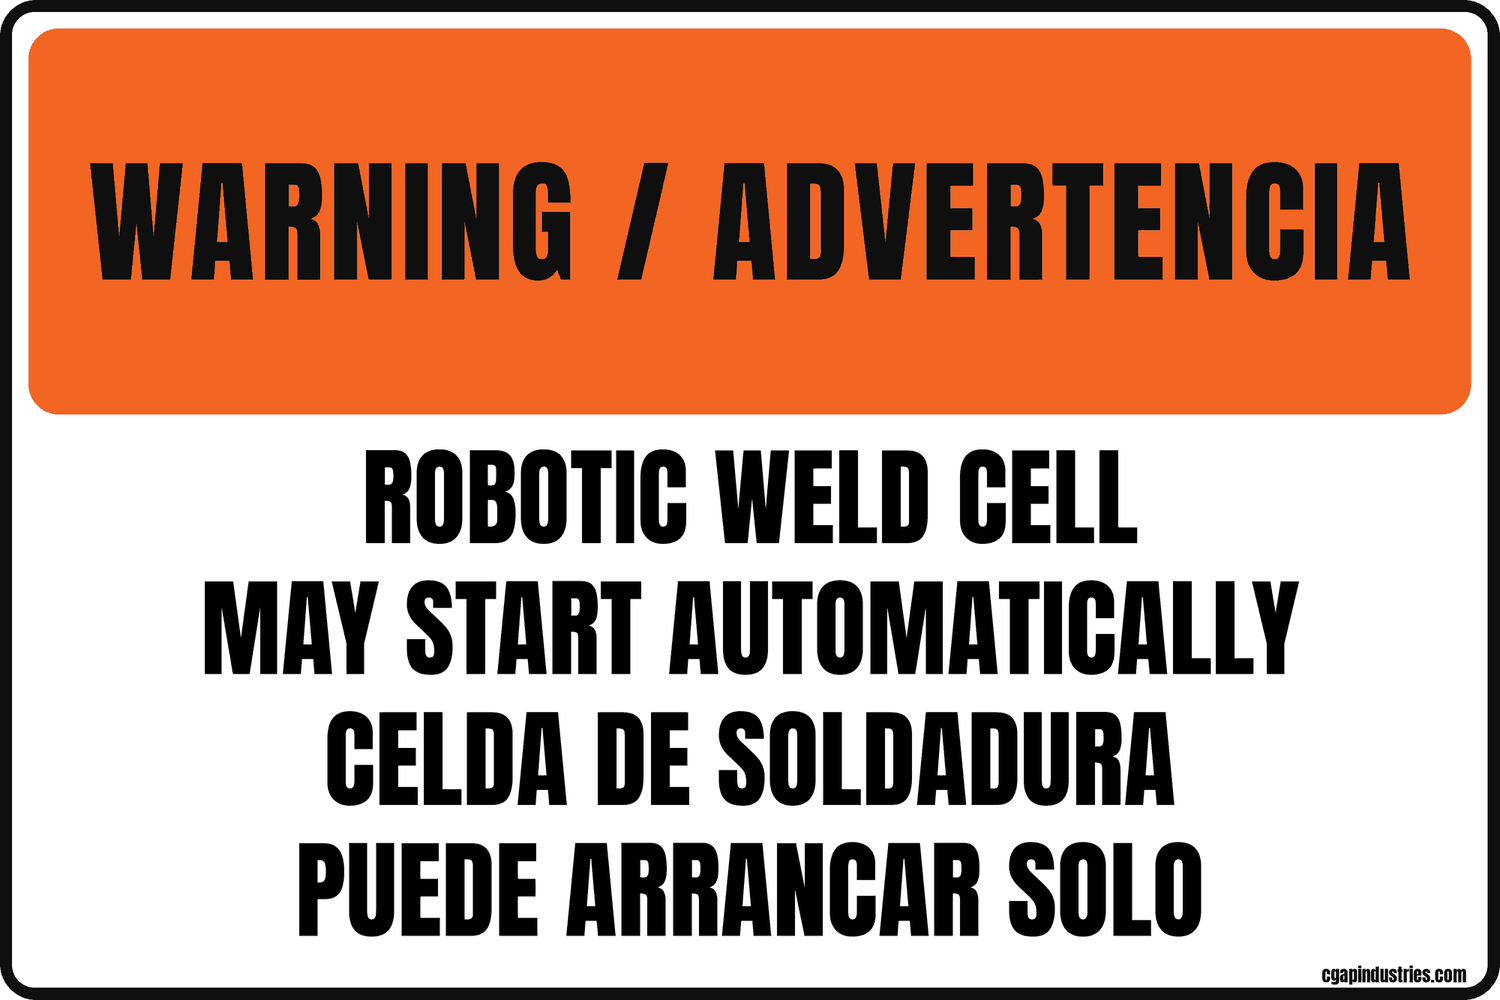 WARNING / ADVERTENCIA
ROBOTIC WELD CELL
MAY START AUTOMATICALLY
CELDA DE SOLDADURA
PUEDE ARRANCAR SOLO
cgapindustries.com